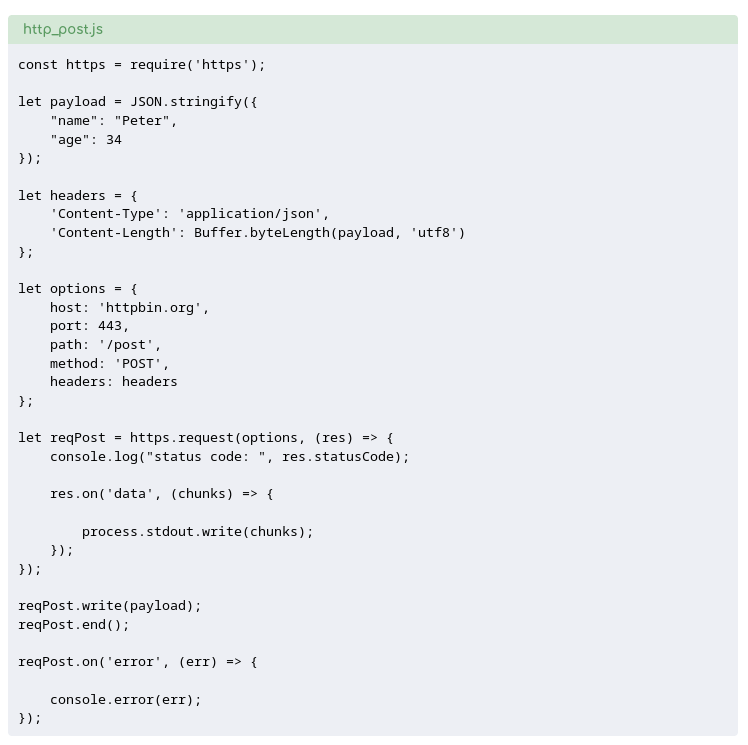 http_post.js
const https = require('https');
let payload = JSON.stringify({
    "name": "Peter",
    "age": 34
});
let headers = {
    'Content-Type': 'application/json',
    'Content-Length': Buffer.byteLength(payload, 'utf8')
};
let options = {
    host: 'httpbin.org',
    port: 443,
    path: '/post',
    method: 'POST',
    headers: headers
};
let reqPost = https.request(options, (res) => {
    console.log("status code: ", res.statusCode);
    res.on('data', (chunks) => {
        process.stdout.write(chunks);
    });
});
reqPost.write(payload);
reqPost.end();
reqPost.on('error', (err) => {
    console.error(err);
});